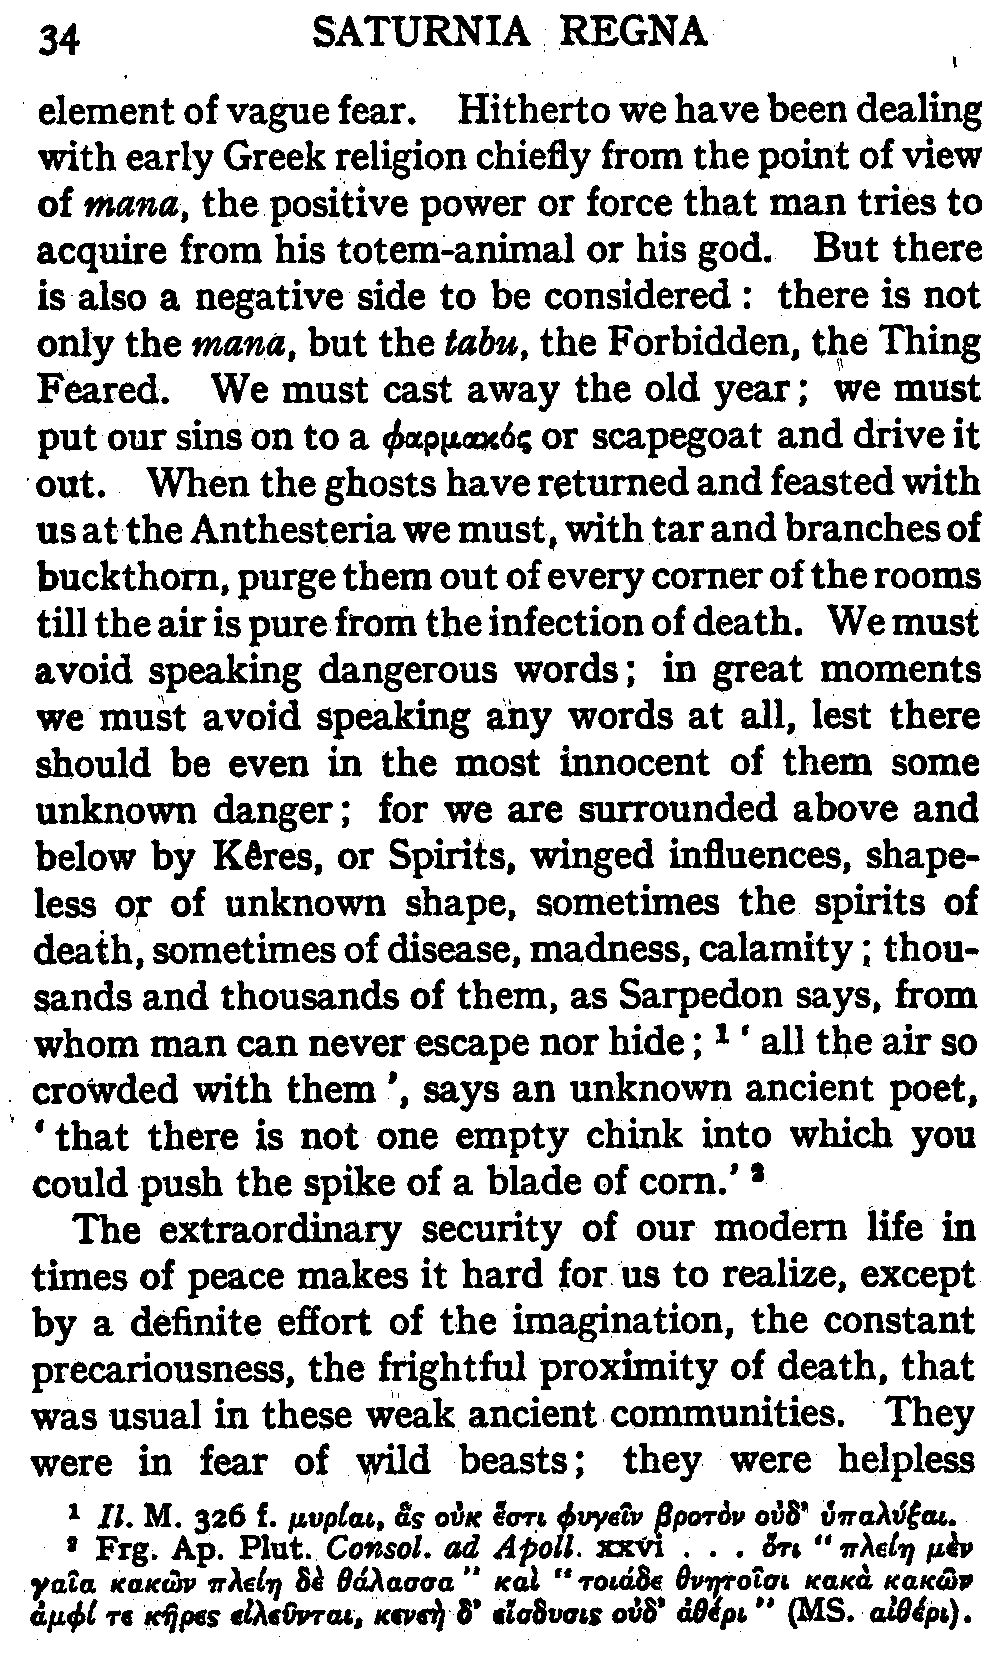 34 SATURNIA REGNA
element of vague fear. Hitherto we have been dealing
with early Greek religion chiefly from the point of view
of mana, the positive power or force that man tries to
acquire from his totem-animal or his god. But there
is also a negative side to be considered : there is not
only the mana, but the tabu, the Forbidden, the Thing
Feared. We must cast away the old year ; we must
put our sins on to a φαρμακός or scapegoat and drive it
out. When the ghosts have returned and feasted with
us at the Anthesteria we must, with tar and branches of
buckthorn, purge them out of every corner of the rooms
till the air is pure from the infection of death. We must
avoid speaking dangerous words ; in great moments
we must avoid speaking any words at all, lest there
should be even in the most innocent of them some
unknown danger ; for we are surrounded above and
below by Kêres, or Spirits, winged influences, shape-
less or of unknown shape, sometimes the spirits of
death, sometimes of disease, madness, calamity ; thou-
sands and thousands of them, as Sarpedon says, from
whom man can never escape nor hide ; ¹ ‘ all the air so
crowded with them ’, says an unknown ancient poet,
‘ that there is not one empty chink into which you
could push the spike of a blade of corn.’ ²
The extraordinary security of our modern life in
times of peace makes it hard for us to realize, except
by a definite effort of the imagination, the constant
precariousness, the frightful proximity of death, that
was usual in these weak ancient communities. They
were in fear of wild beasts ; they were helpless
¹ Il. M. 326 f. μυρίαι, ἃς οὐκ ἔστι φυγεῖν βροτὸν οὐδ’ ὑπαλύξαι.
² Frg. Ap. Plut. Consol. ad Apoll. xxvi . . . ὅτι “ πλείη μὲν
γαῖα κακῶν πλείη δὲ θάλασσα ” καὶ “ τοιάδε θνητοῖσι κακὰ κακῶν
ἀμφί τε κῆρες εἰλεῦνται, κενεὴ δ’ εἴσδυσις οὐδ’ ἀθέρι ” (MS. αἰθέρι).